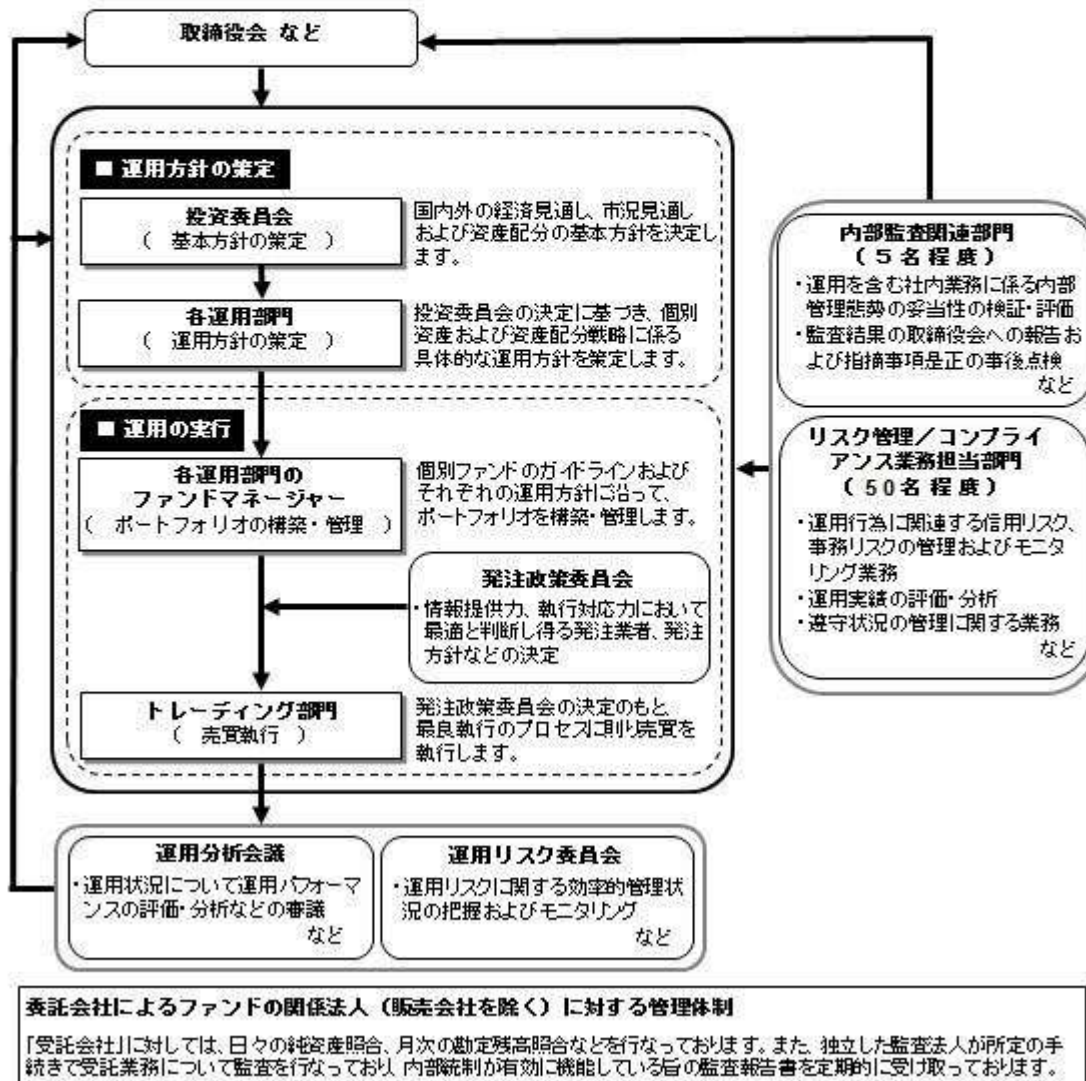 取締役会 など
■ 運用方針の策定
投資委員会
( 基本方針の策定 )
国内外の経済見通し、市況見通し
および資産配分の基本方針を決定し
ます。
各運用部門
( 運用方針の策定 )
投資委員会の決定に基づき、個別
資産および資産配分戦略に係る
具体的な運用方針を策定します。
■ 運用の実行
各運用部門の
ファンドマネージャー
( ポートフォリオの構築・管理 )
個別ファンドのガイドラインおよび
それぞれの運用方針に沿って、
ポートフォリオを構築・管理します。
発注政策委員会
・情報提供力、執行対応力において
最適と判断し得る発注業者、発注
方針などの決定
トレーディング部門
( 売買執行 )
発注政策委員会の決定のもと
最良執行のプロセスに則り売買を
執行します。
内部監査関連部門
(5名程度)
・運用を含む社内業務に係る内部
管理態勢の妥当性の検証・評価
・監査結果の取締役会への報告お
よび指摘事項是正の事後点検
など
リスク管理/コンプライ
アンス業務担当部門
(50名程度)
・運用行為に関連する信用リスク、
事務リスクの管理およびモニタ
リング業務
・運用実績の評価・分析
・遵守状況の管理に関する業務
など
運用分析会議
・運用状況について運用パフォーマ
ンスの評価・分析などの審議
など
運用リスク委員会
・運用リスクに関する効率的管理状
況の把握およびモニタリング
など
委託会社によるファンドの関係法人(販売会社を除く)に対する管理体制
「受託会社」に対しては、日々の純資産照合、月次の勘定残高照合などを行なっております。また、独立した監査法人が所定の手
続きで受託業務について監査を行なっており、内部統制が有効に機能している旨の監査報告書を定期的に受け取っております。